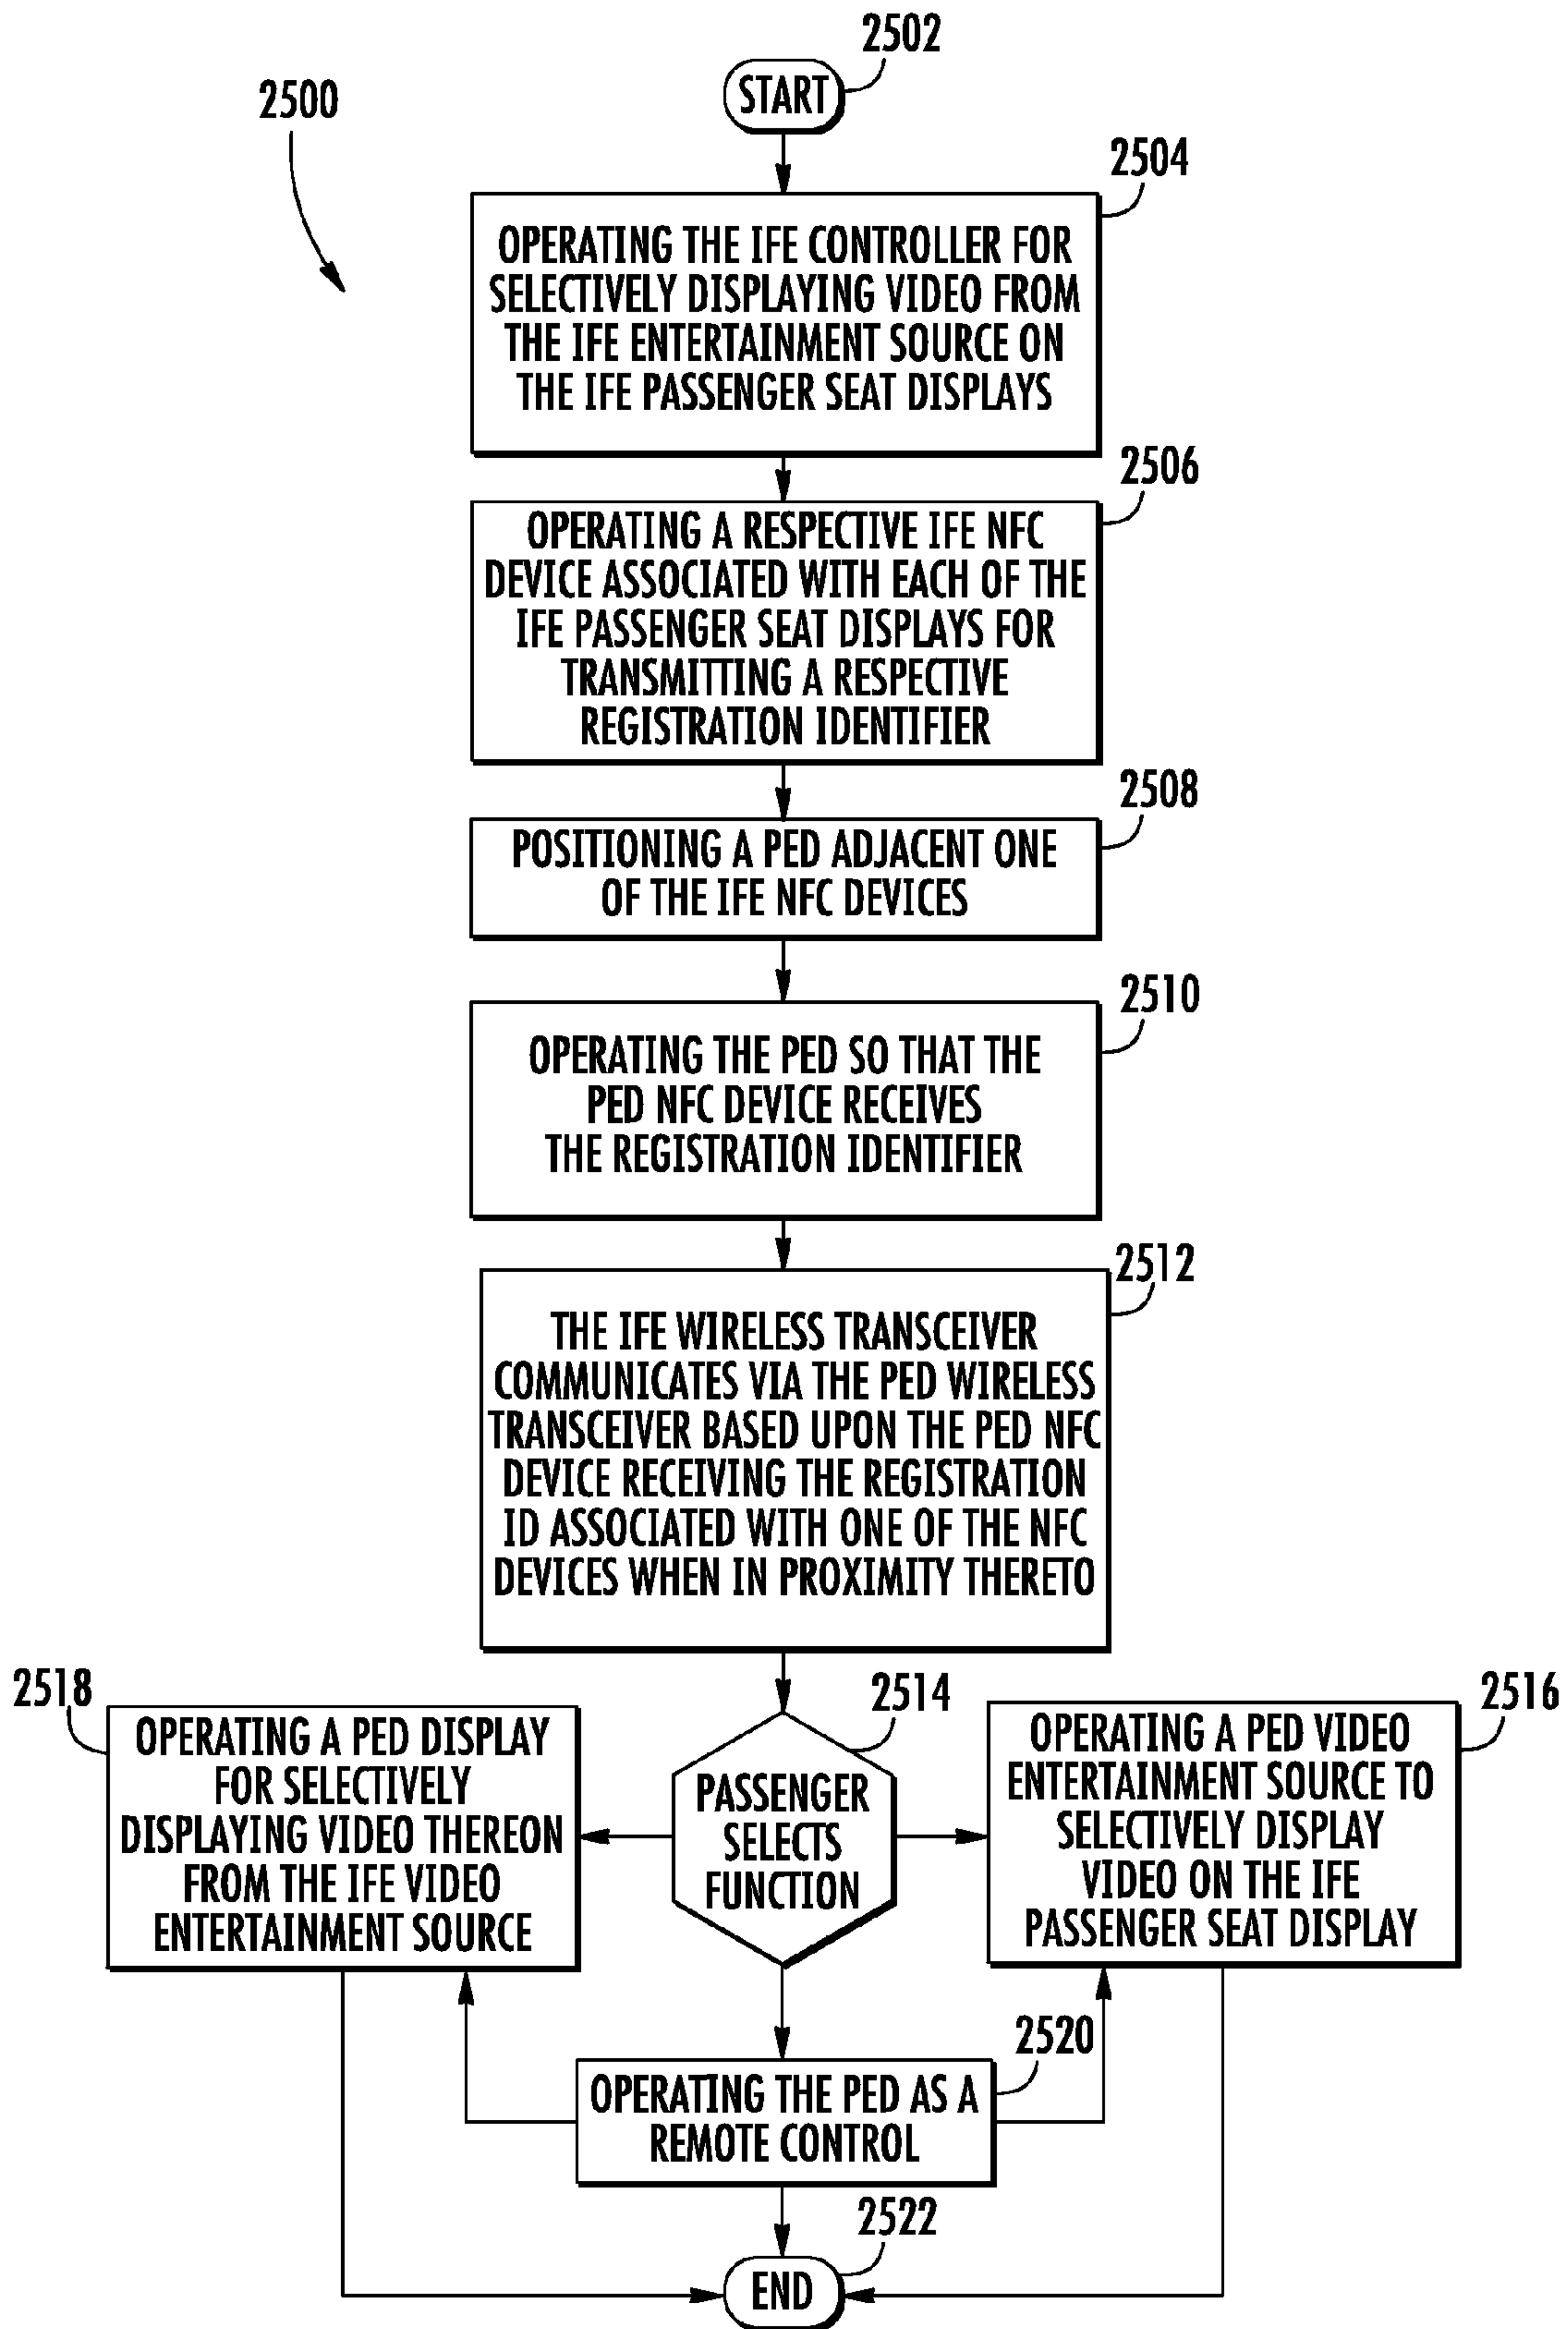 2502
START
2500
2504
OPERATING THE IFE CONTROLLER FOR
SELECTIVELY DISPLAYING VIDEO FROM
THE IFE ENTERTAINMENT SOURCE ON
THE IFE PASSENGER SEAT DISPLAYS
2506
OPERATING A RESPECTIVE IFE NFC
DEVICE ASSOCIATED WITH EACH OF THE
IFE PASSENGER SEAT DISPLAYS FOR
TRANSMITTING A RESPECTIVE
REGISTRATION IDENTIFIER
2508
POSITIONING A PED ADJACENT ONE
OF THE IFE NFC DEVICES
2510
OPERATING THE PED SO THAT THE
PED NFC DEVICE RECEIVES
THE REGISTRATION IDENTIFIER
2512
THE IFE WIRELESS TRANSCEIVER
COMMUNICATES VIA THE PED WIRELESS
TRANSCEIVER BASED UPON THE PED NFC
DEVICE RECEIVING THE REGISTRATION
ID ASSOCIATED WITH ONE OF THE NFC
DEVICES WHEN IN PROXIMITY THERETO
2518
OPERATING A PED DISPLAY
FOR SELECTIVELY
DISPLAYING VIDEO THEREON
FROM THE IFE VIDEO
ENTERTAINMENT SOURCE
2514
PASSENGER
SELECTS
FUNCTION
2516
OPERATING A PED VIDEO
ENTERTAINMENT SOURCE TO
SELECTIVELY DISPLAY
VIDEO ON THE IFE
PASSENGER SEAT DISPLAY
2520
OPERATING THE PED AS A
REMOTE CONTROL
2522
END